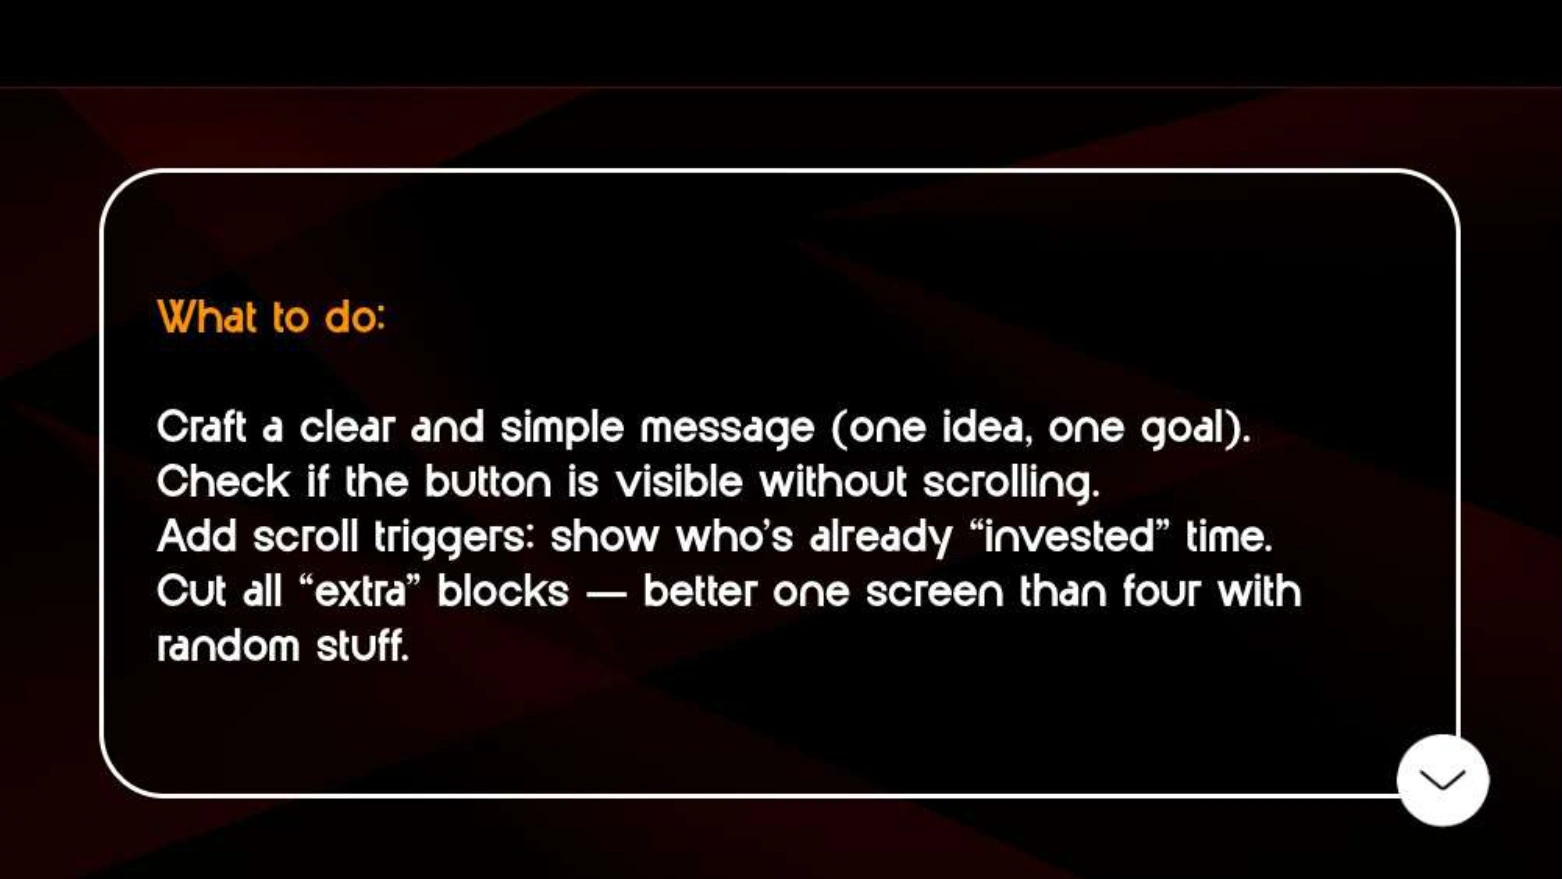 What to do:
Craft a clear and simple message (one idea, one goal).
Check if the button is visible without scrolling.
Add scroll triggers: show who’s already “invested” time.
Cut all “extra” blocks — better one screen than four with
random stuff.